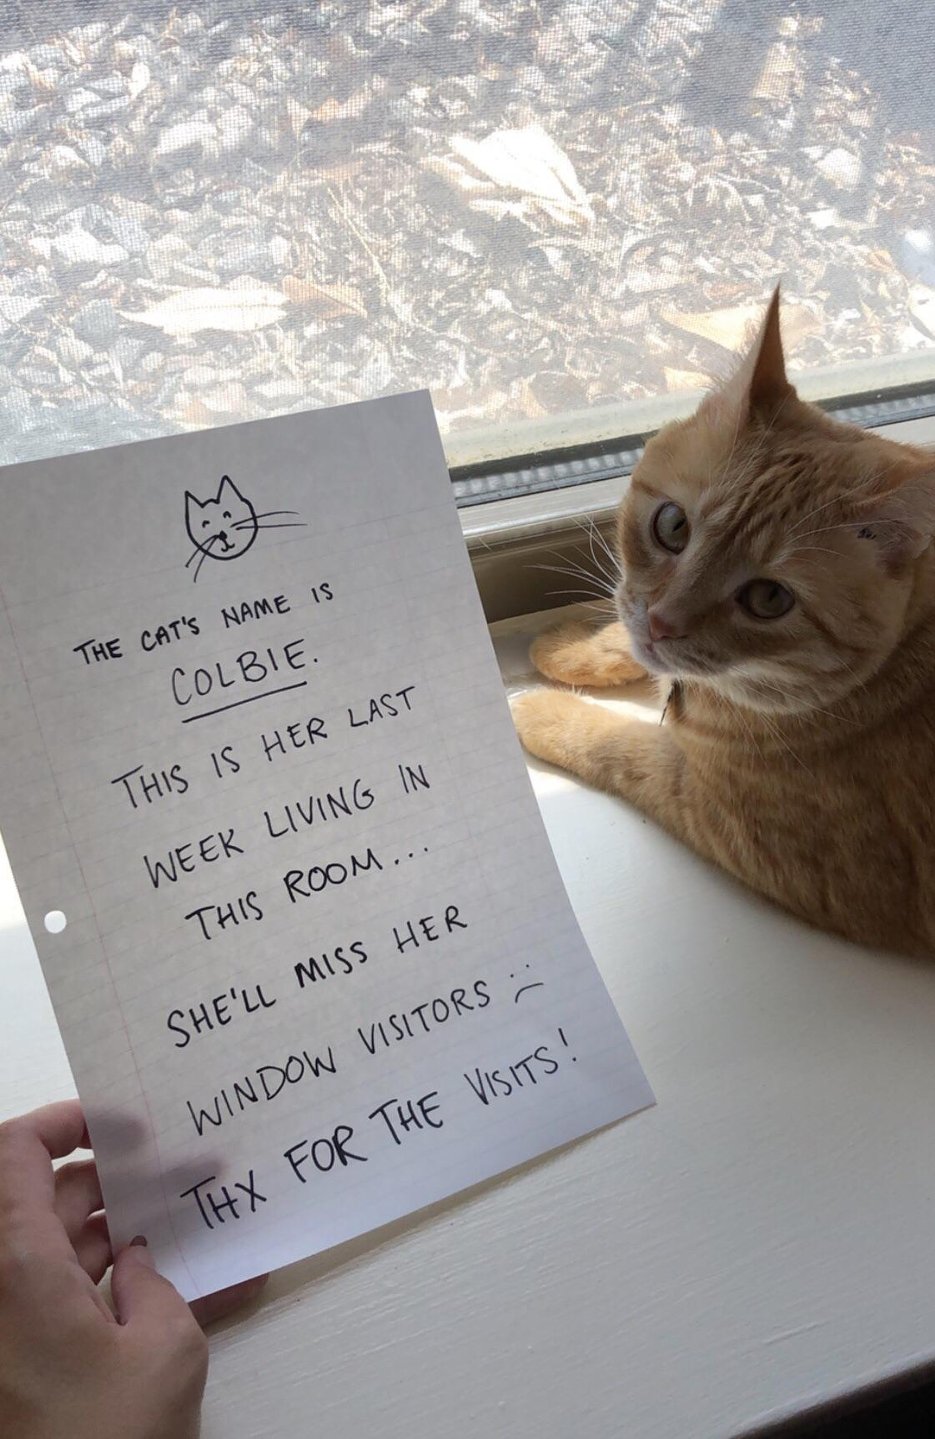 THE CAT'S NAME IS
COLBIE.
THIS IS HER LAST
WEEK LIVING IN
THIS ROOM...
SHE'LL MISS HER
WINDOW VISITORS :(
THX FOR THE VISITS!